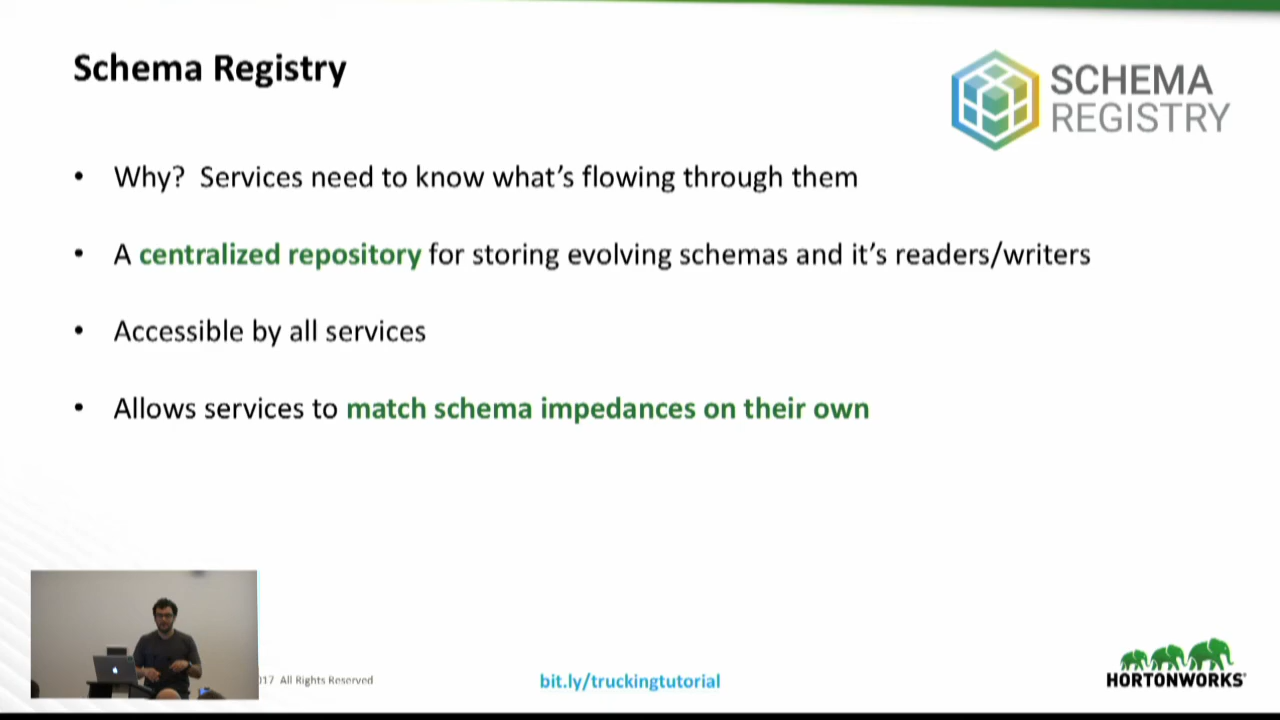 Schema Registry
SCHEMA
REGISTRY
• Why? Services need to know what's flowing through them
• A centralized repository for storing evolving schemas and it's readers/writers
• Accessible by all services
• Allows services to match schema impedances on their own
17 All Rights Reserved
bit.ly/truckingtutorial
HORTONWORKS